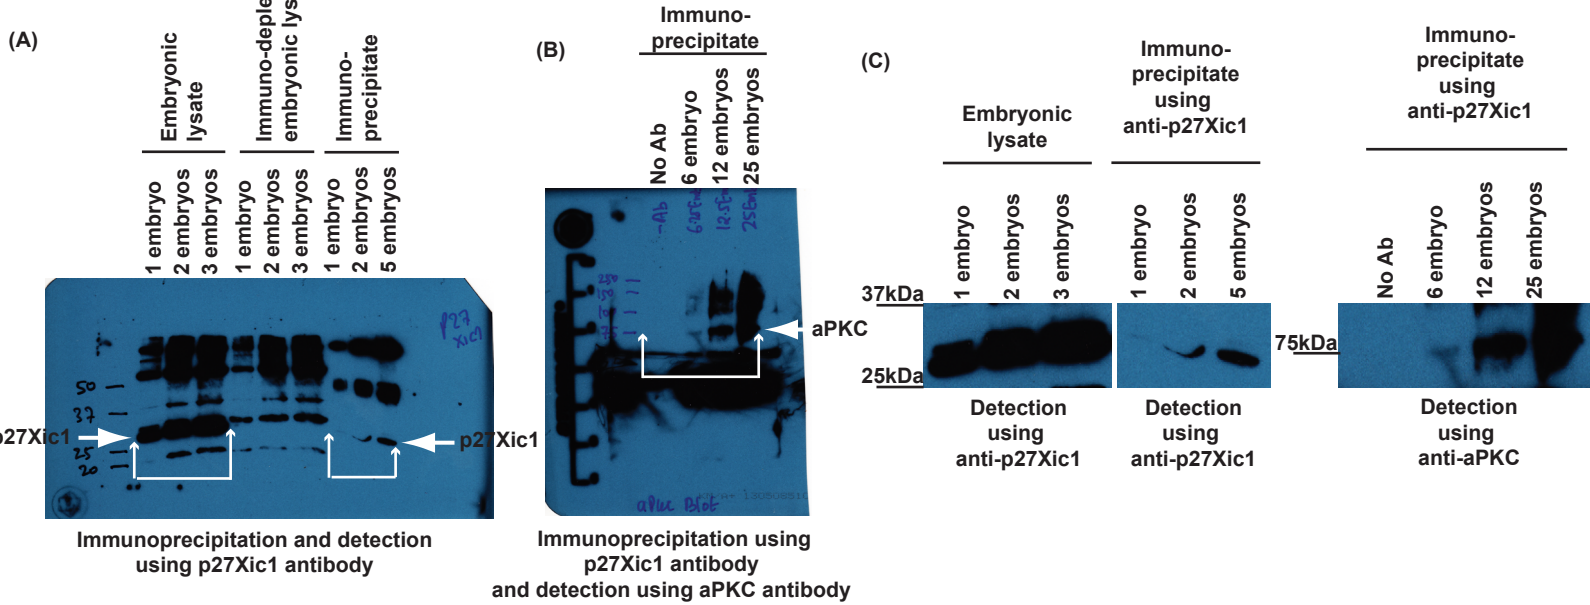 (A)
Embryonic
lysate
Immuno-deple
embryonic lys
Immuno-
precipitate
1 embryo
2 embryos
3 embryos
1 embryo
2 embryos
3 embryos
1 embryo
2 embryos
5 embryos
P27
Xic1
50
37
25
20
p27Xic1
p27Xic1
Immunoprecipitation and detection
using p27Xic1 antibody
(B)
Immuno-
precipitate
No Ab
6 embryo
12 embryos
25 embryos
-Ab
250
150
75
aPKC
aPKC Blot
Immunoprecipitation using
p27Xic1 antibody
and detection using aPKC antibody
(C)
Embryonic
lysate
Immuno-
precipitate
using
anti-p27Xic1
Immuno-
precipitate
using
anti-p27Xic1
1 embryo
2 embryos
3 embryos
1 embryo
2 embryos
5 embryos
No Ab
6 embryo
12 embryos
25 embryos
37kDa
25kDa
75kDa
Detection
using
anti-p27Xic1
Detection
using
anti-p27Xic1
Detection
using
anti-aPKC